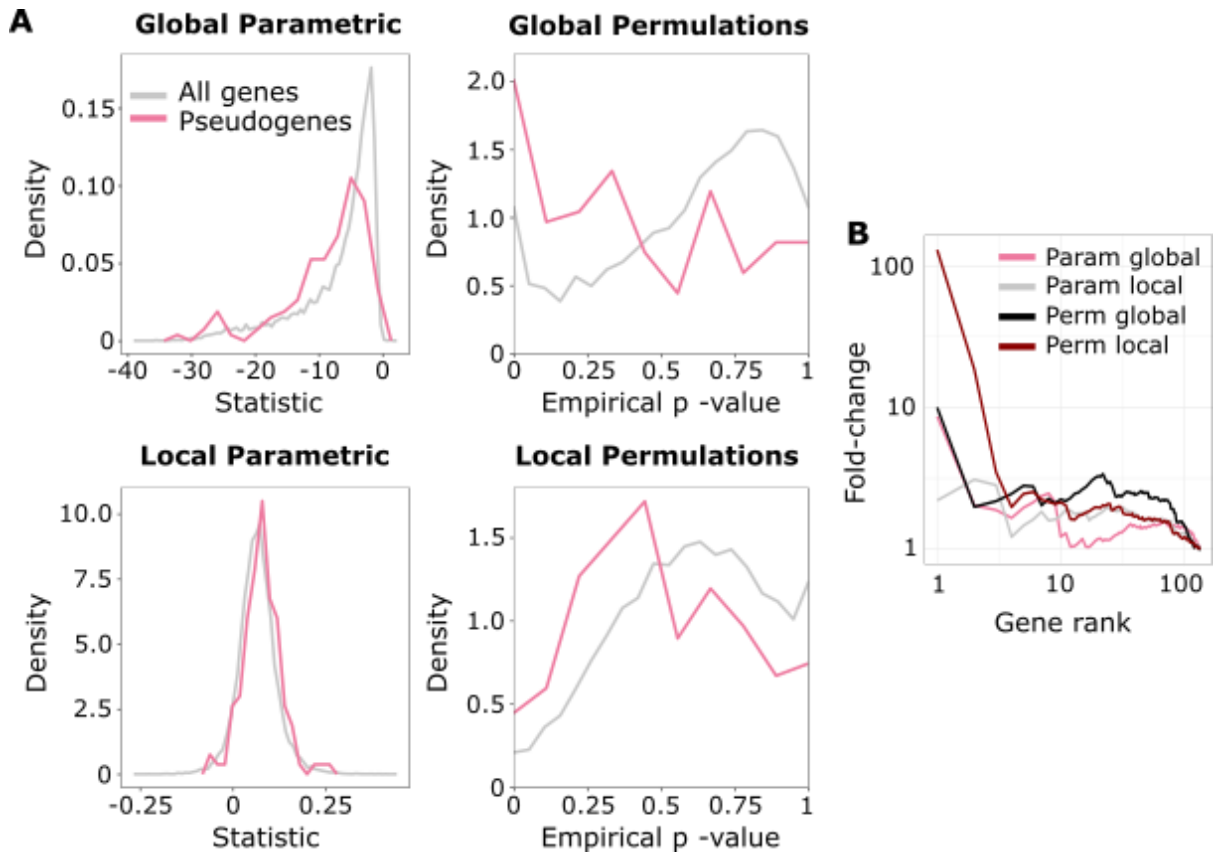 A
Global Parametric
Density
0.15
0.10
0.05
0
-40
-30
-20
-10
0
Statistic
All genes
Pseudogenes
Global Permulations
Density
2.0
1.5
1.0
0.5
0
0
0.25
0.5
0.75
1
Empirical p -value
Local Parametric
Density
10.0
7.5
5.0
2.5
0
-0.25
0
0.25
Statistic
Local Permulations
Density
1.5
1.0
0.5
0
0
0.25
0.5
0.75
1
Empirical p -value
B
Fold-change
100
10
1
1
10
100
Gene rank
Param global
Param local
Perm global
Perm local